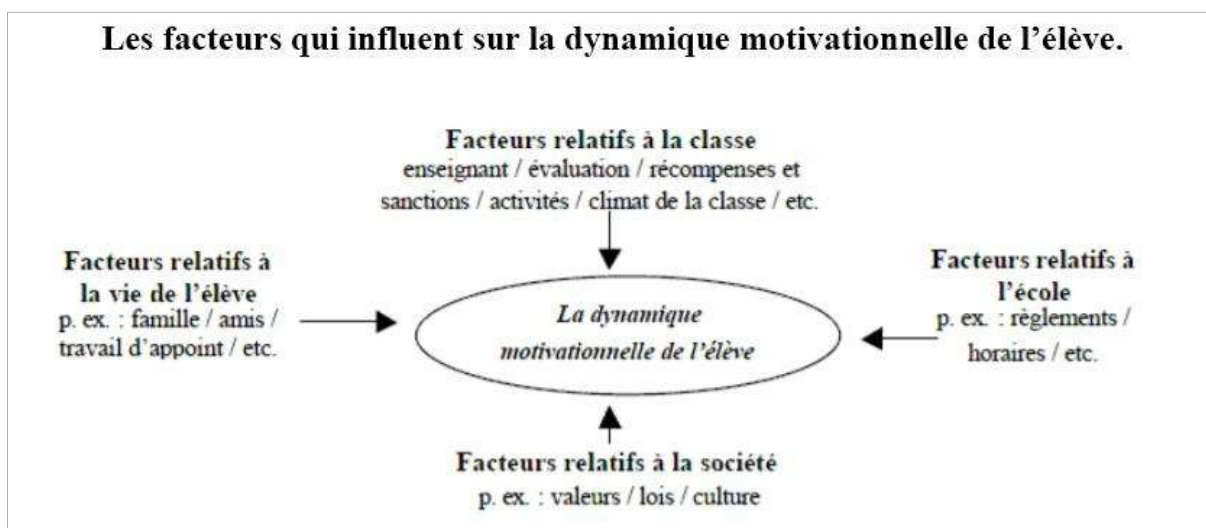 Les facteurs qui influent sur la dynamique motivationnelle de l’élève.
Facteurs relatifs à la classe
enseignant / évaluation / récompenses et
sanctions / activités / climat de la classe / etc.
Facteurs relatifs à
la vie de l’élève
p. ex. : famille / amis /
travail d'appoint / etc.
La dynamique
motivationnelle de l’élève
Facteurs relatifs à
l’école
p. ex. : règlements /
horaires / etc.
Facteurs relatifs à la société
p. ex. : valeurs / lois / culture